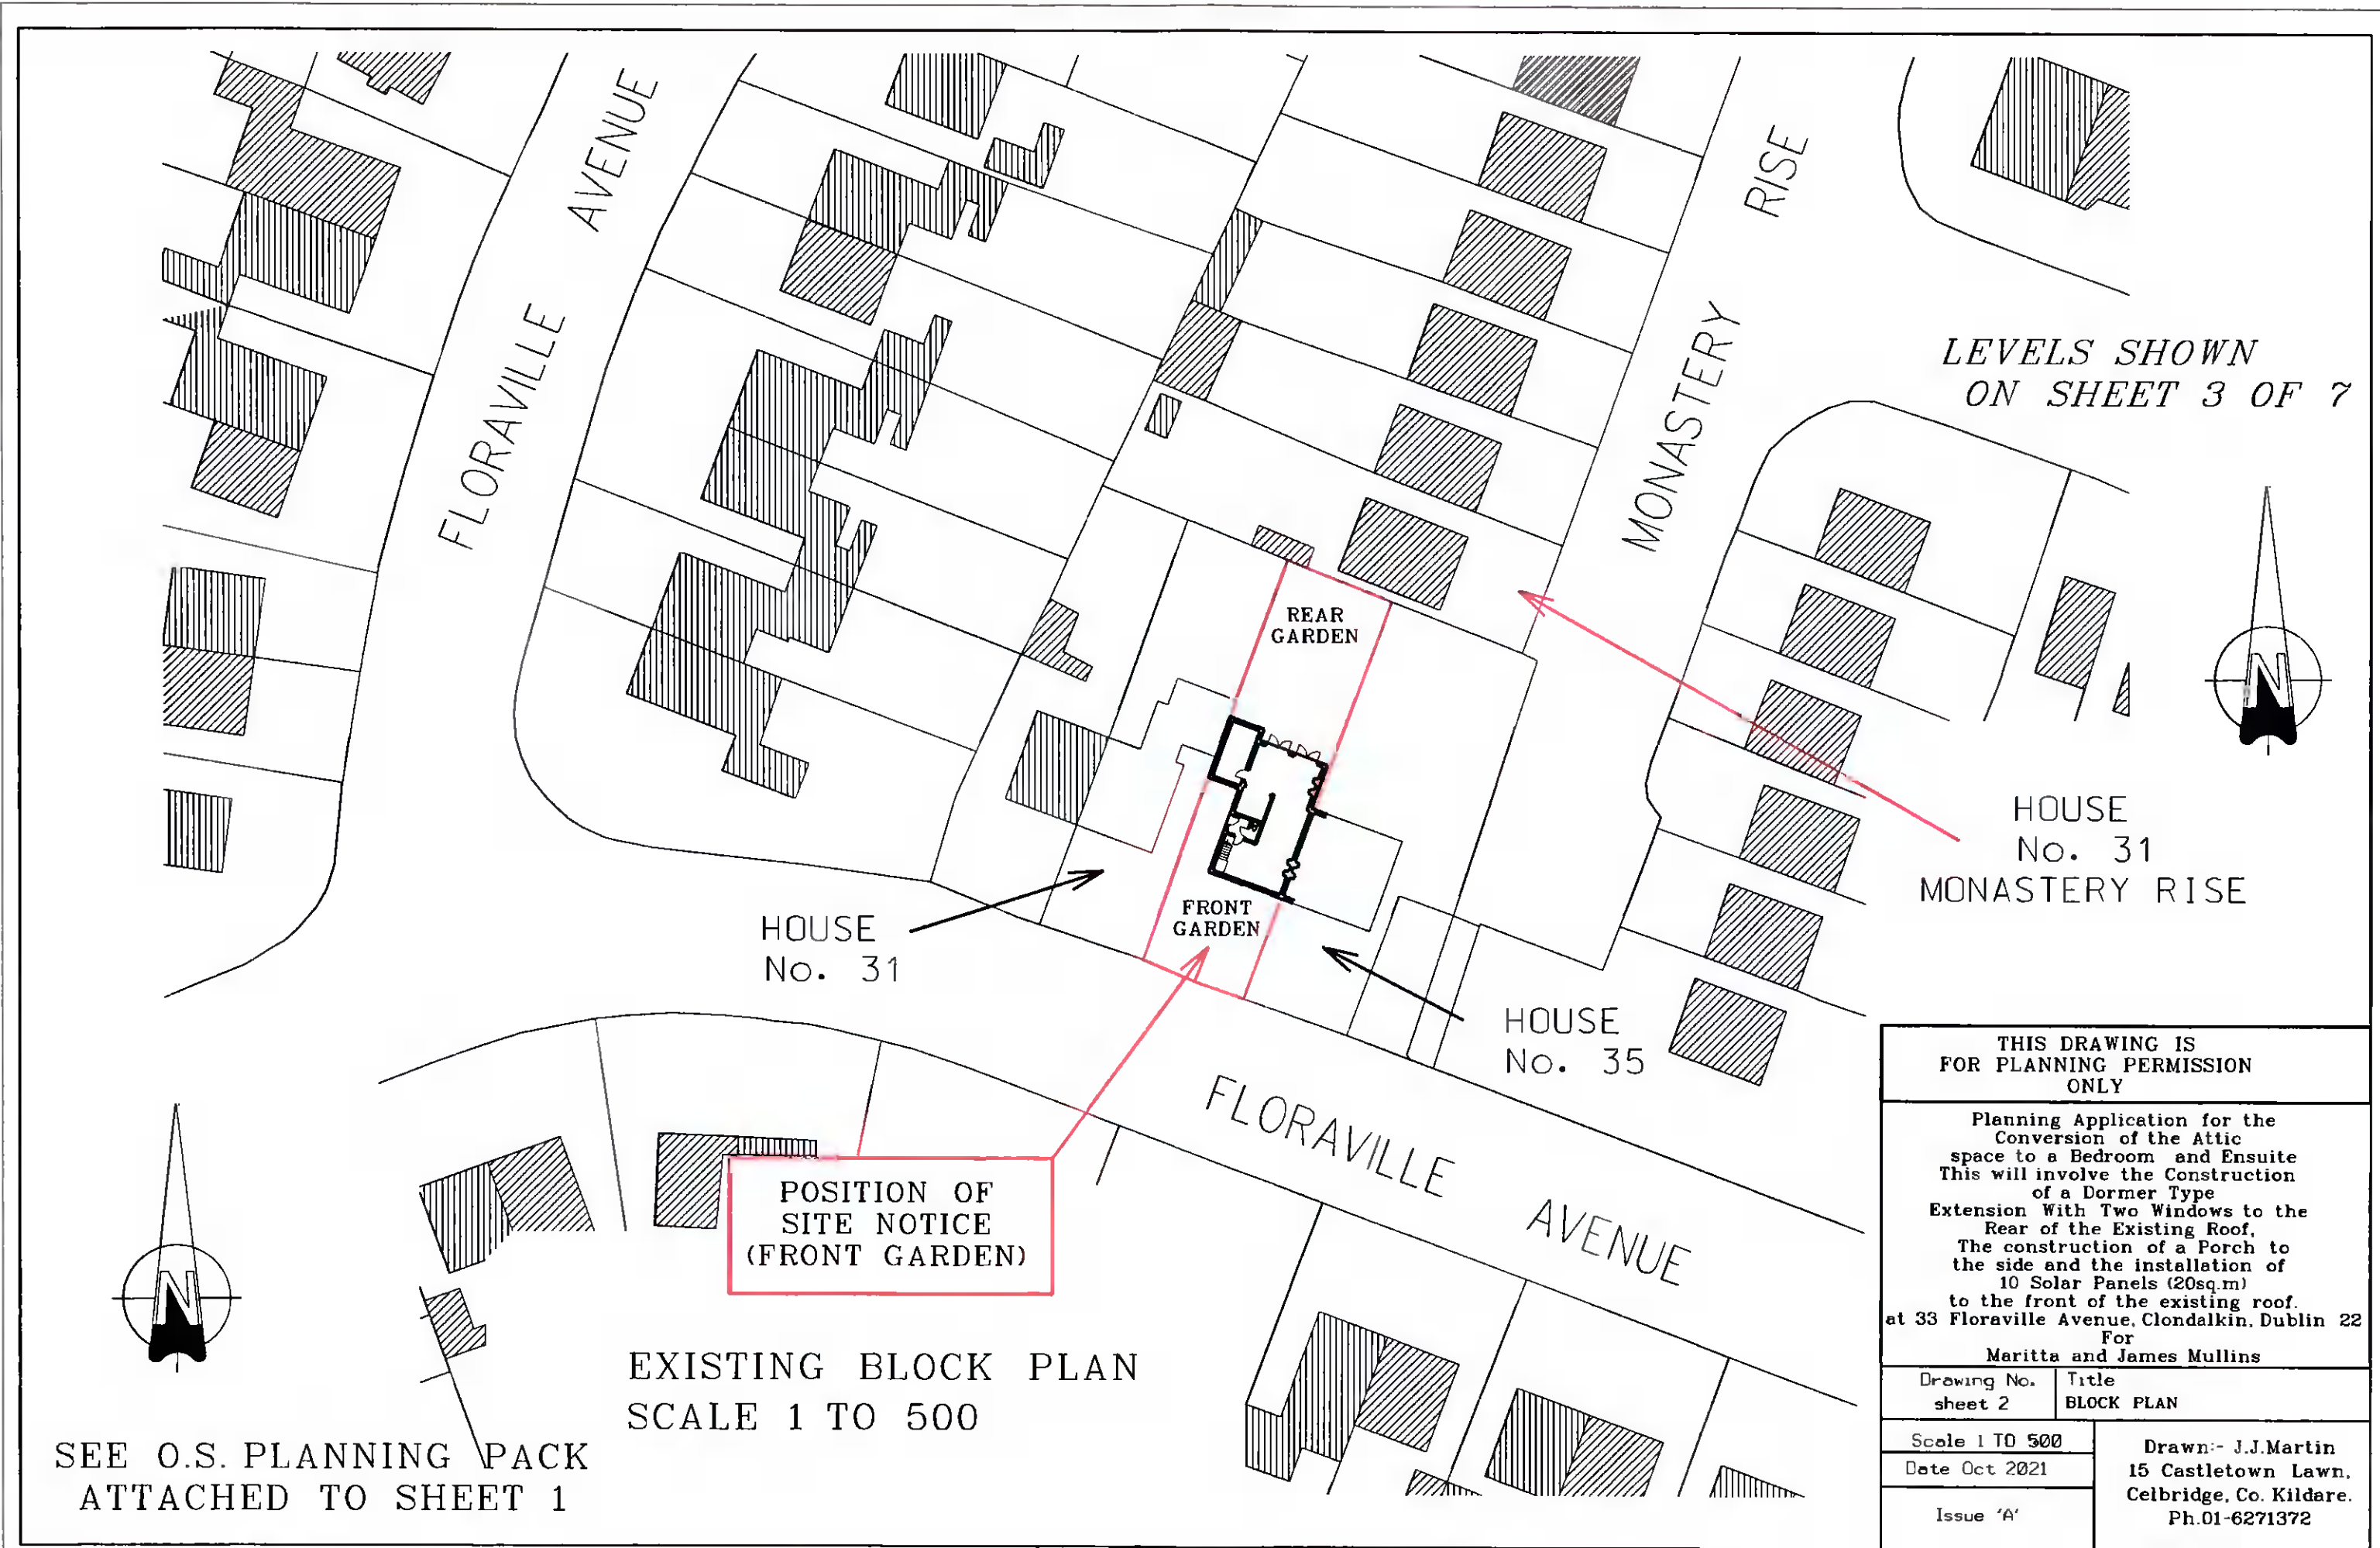 FLORAVILLE AVENUE
MONASTERY RISE
LEVELS SHOWN
ON SHEET 3 OF 7
REAR
GARDEN
N
HOUSE
No. 31
MONASTERY RISE
FRONT
GARDEN
HOUSE
No. 31
HOUSE
No. 35
FLORAVILLE AVENUE
N
POSITION OF
SITE NOTICE
(FRONT GARDEN)
EXISTING BLOCK PLAN
SCALE 1 TO 500
SEE O.S. PLANNING PACK
ATTACHED TO SHEET 1
THIS DRAWING IS
FOR PLANNING PERMISSION
ONLY
Planning Application for the
Conversion of the Attic
space to a Bedroom and Ensuite
This will involve the Construction
of a Dormer Type
Extension With Two Windows to the
Rear of the Existing Roof,
The construction of a Porch to
the side and the installation of
10 Solar Panels (20sq.m)
to the front of the existing roof.
at 33 Floraville Avenue, Clondalkin, Dublin 22
For
Maritta and James Mullins
Drawing No.
sheet 2
Title
BLOCK PLAN
Scale 1 TO 500
Date Oct 2021
Issue 'A'
Drawn:- J.J.Martin
15 Castletown Lawn,
Celbridge, Co. Kildare.
Ph.01-6271372